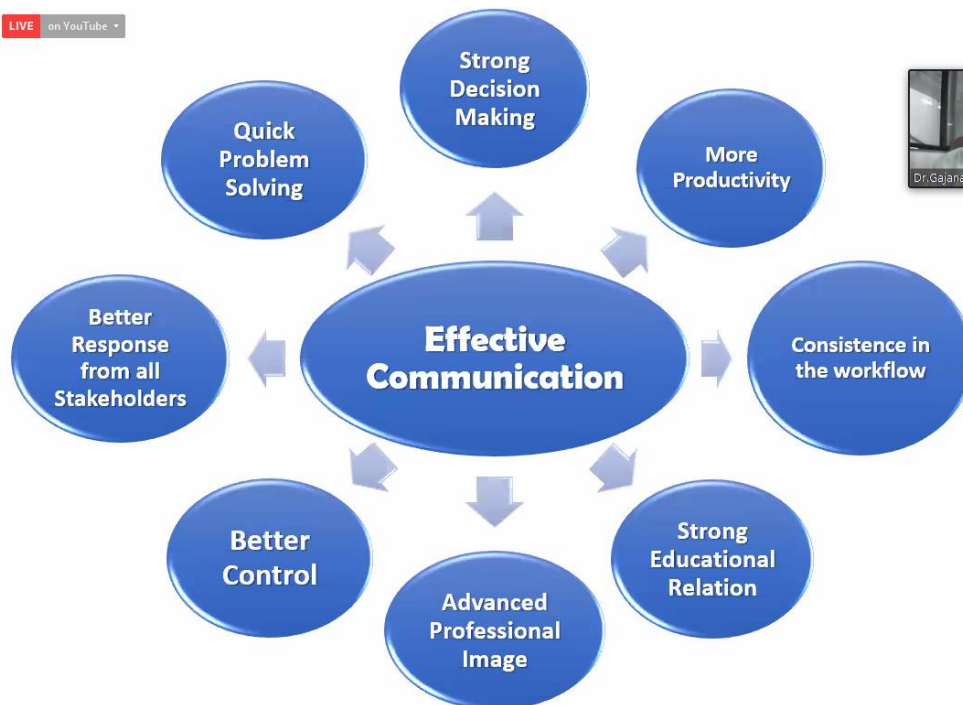 LIVE on YouTube
Strong
Decision
Making
More
Productivity
Consistence in
the workflow
Strong
Educational
Relation
Advanced
Professional
Image
Better
Control
Better
Response
from all
Stakeholders
Quick
Problem
Solving
Effective
Communication
Dr.Gajana